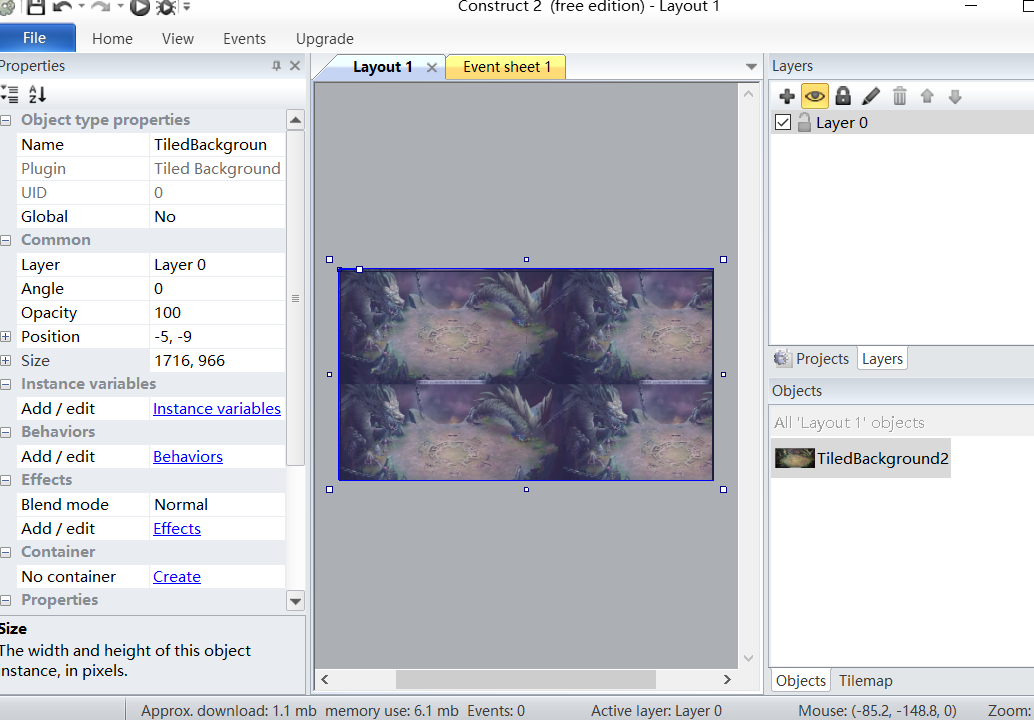 Construct 2 (free edition) - Layout 1
File Home View Events Upgrade
Properties
Object type properties
Name TiledBackgroun
Plugin Tiled Background
UID 0
Global No
Common
Layer Layer 0
Angle 0
Opacity 100
Position -5, -9
Size 1716, 966
Instance variables
Add / edit Instance variables
Behaviors
Add / edit Behaviors
Effects
Blend mode Normal
Add / edit Effects
Container
No container Create
Properties
Size
The width and height of this object
instance, in pixels.
Layout 1 Event sheet 1
Layers
Layer 0
Projects Layers
Objects
All 'Layout 1' objects
TiledBackground2
Objects Tilemap
Approx. download: 1.1 mb memory use: 6.1 mb Events: 0 Active layer: Layer 0 Mouse: (-85.2, -148.8, 0) Zoom: